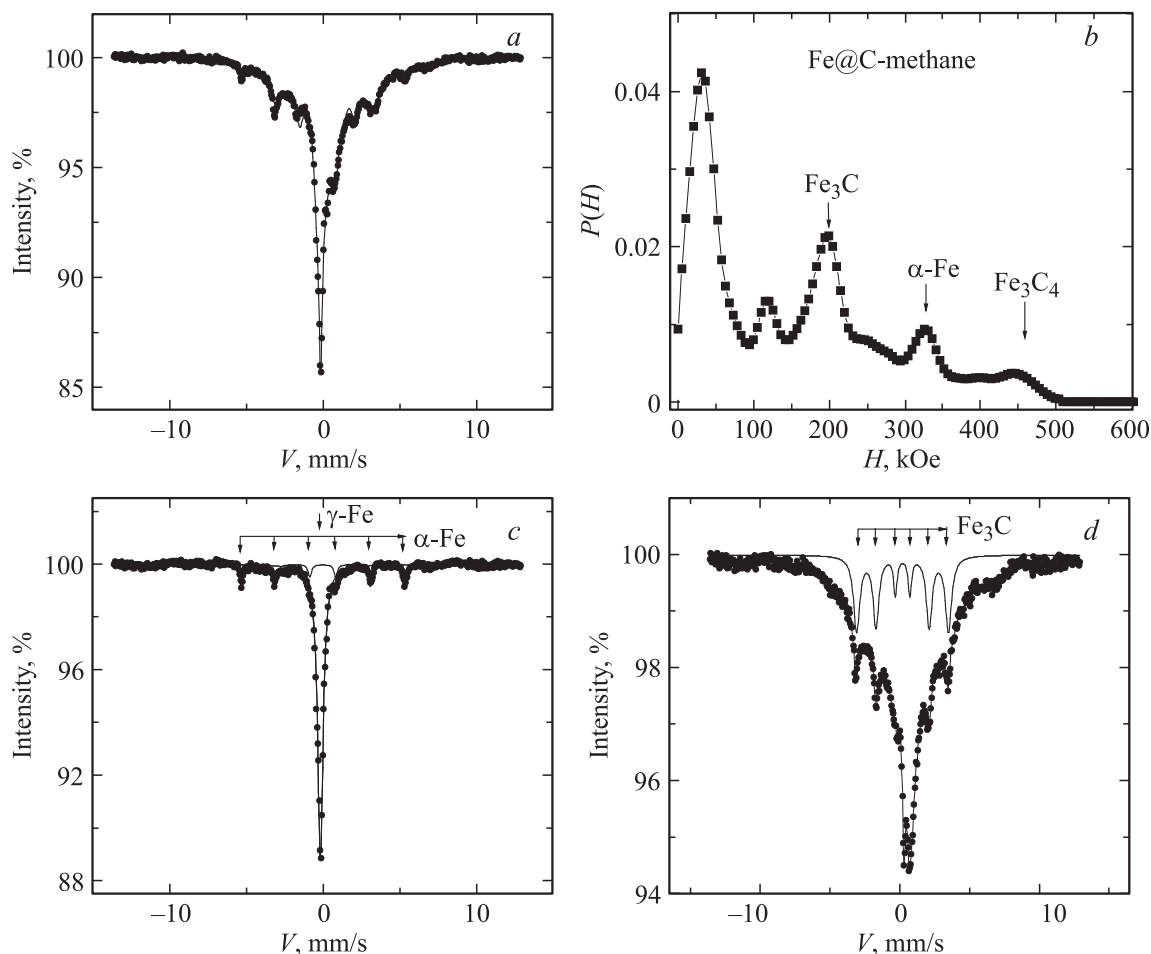 a
100
95
90
85
Intensity, %
–10
0
10
V, mm/s
b
Fe@C-methane
0.04
0.02
0
P(H)
Fe₃C
α-Fe
Fe₃C₄
0
100
200
300
400
500
600
H, kOe
c
γ-Fe
α-Fe
100
96
92
88
Intensity, %
–10
0
10
V, mm/s
d
Fe₃C
100
98
96
94
Intensity, %
–10
0
10
V, mm/s